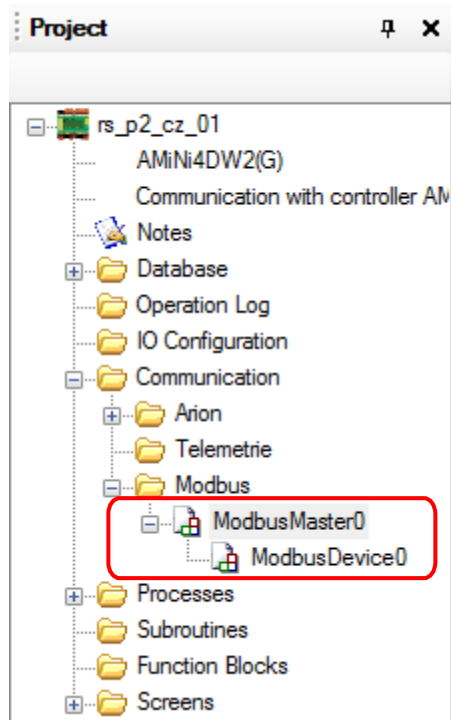 Project
rs_p2_cz_01
AMiNi4DW2(G)
Communication with controller AM
Notes
Database
Operation Log
IO Configuration
Communication
Arion
Telemetrie
Modbus
ModbusMaster0
ModbusDevice0
Processes
Subroutines
Function Blocks
Screens